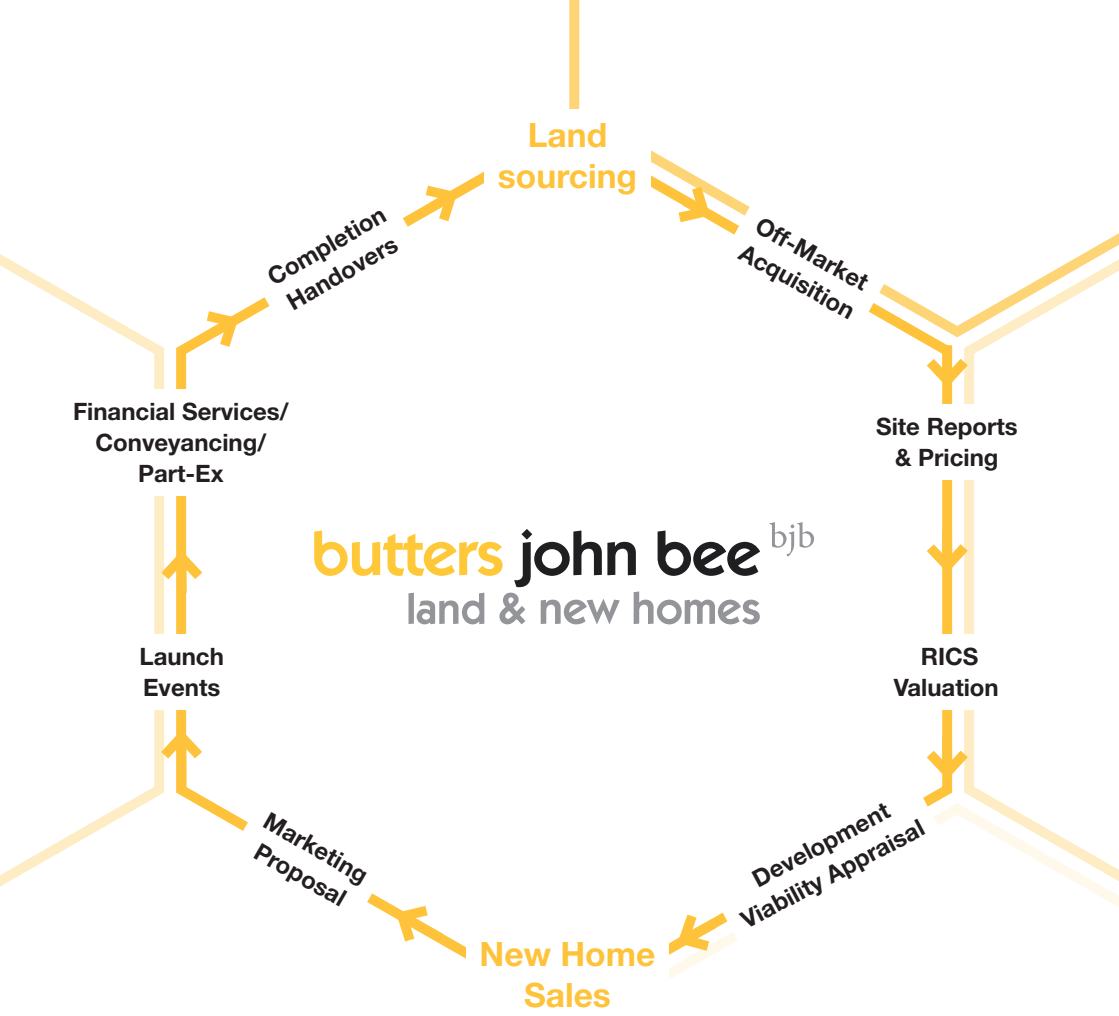 Land
sourcing
Off-Market
Acquisition
Site Reports
& Pricing
RICS
Valuation
Development
Viability Appraisal
New Home
Sales
Marketing
Proposal
Launch
Events
Financial Services/
Conveyancing/
Part-Ex
Completion
Handovers
butters john bee bjb
land & new homes